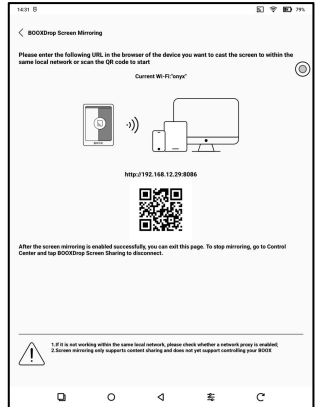 14:31
79%
BOOXDrop Screen Mirroring
Please enter the following URL in the browser of the device you want to cast the screen to within the
same local network or scan the QR code to start
Current Wi-Fi:"onyx"
BOOX
http://192.168.12.29:8086
After the screen mirroring is enabled successfully, you can exit this page. To stop mirroring, go to Control
Center and tap BOOXDrop Screen Sharing to disconnect.
1.If it is not working within the same local network, please check whether a network proxy is enabled;
2.Screen mirroring only supports content sharing and does not yet support controlling your BOOX